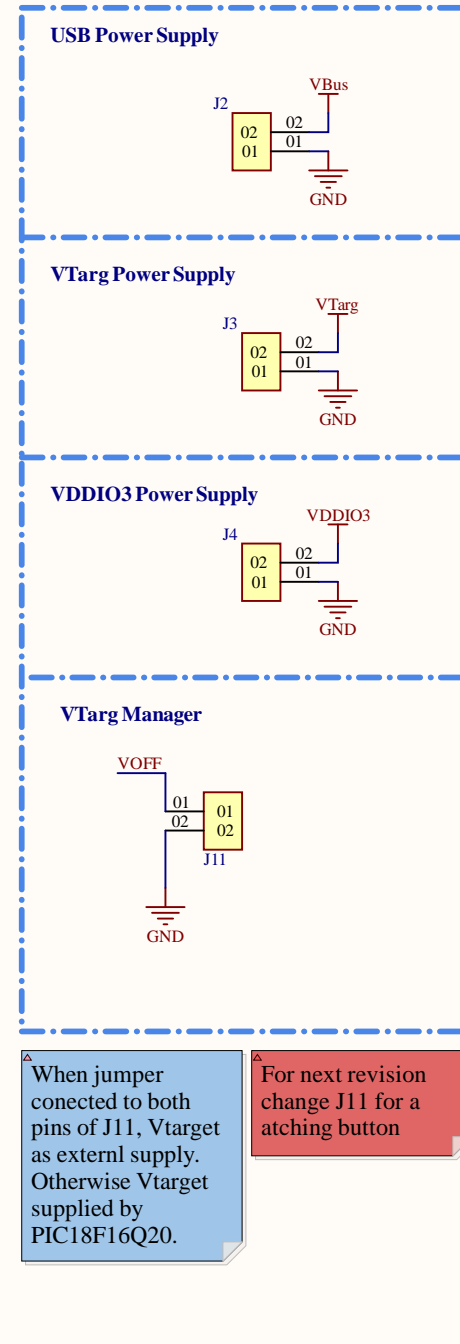 USB Power Supply
VBus
J2
02 02
01 01
GND
VTarg Power Supply
VTarg
J3
02 02
01 01
GND
VDDIO3 Power Supply
VDDIO3
J4
02 02
01 01
GND
VTarg Manager
VOFF
01 01
02 02
J11
GND
When jumper
conected to both
pins of J11, Vtarget
as externl supply.
Otherwise Vtarget
supplied by
PIC18F16Q20.
For next revision
change J11 for a
atching button